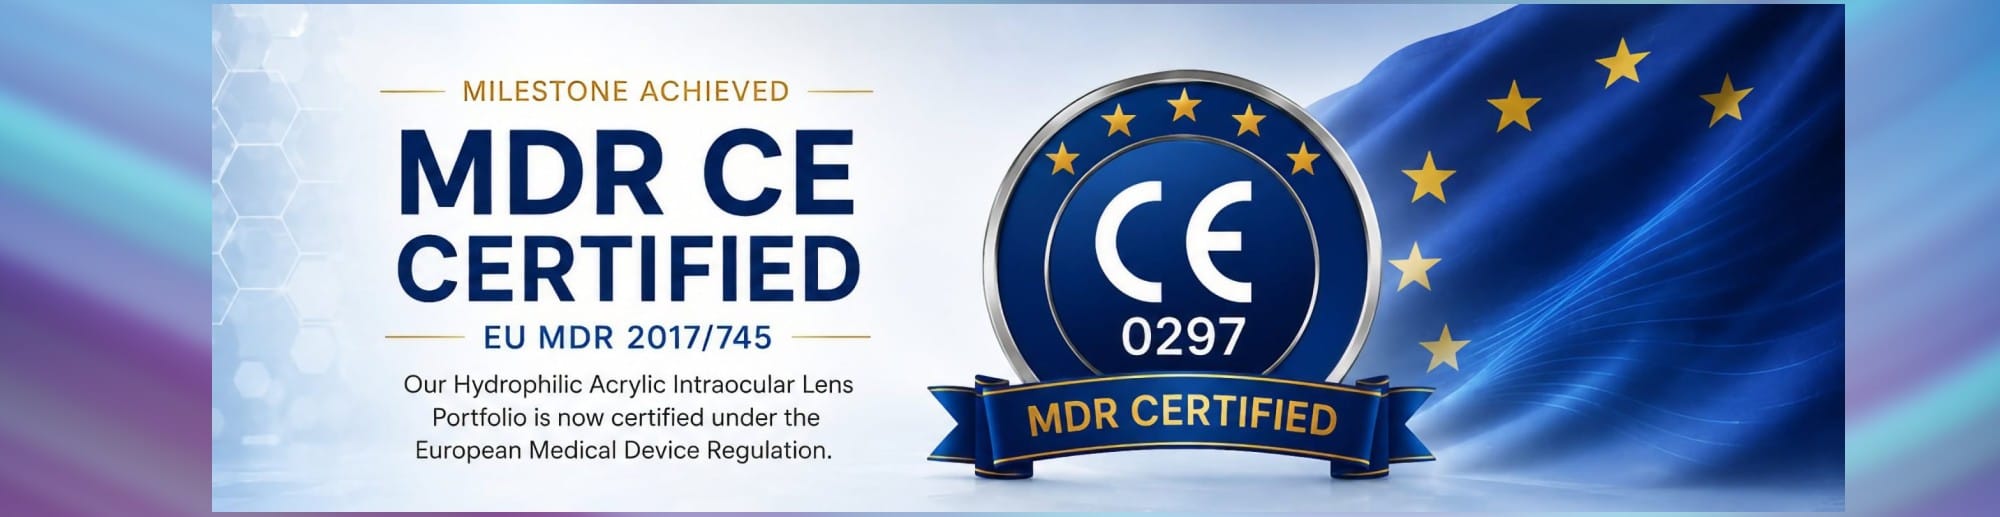 MILESTONE ACHIEVED
MDR CE
CERTIFIED
EU MDR 2017/745
Our Hydrophilic Acrylic Intraocular Lens
Portfolio is now certified under the
European Medical Device Regulation.
CE
0297
MDR CERTIFIED